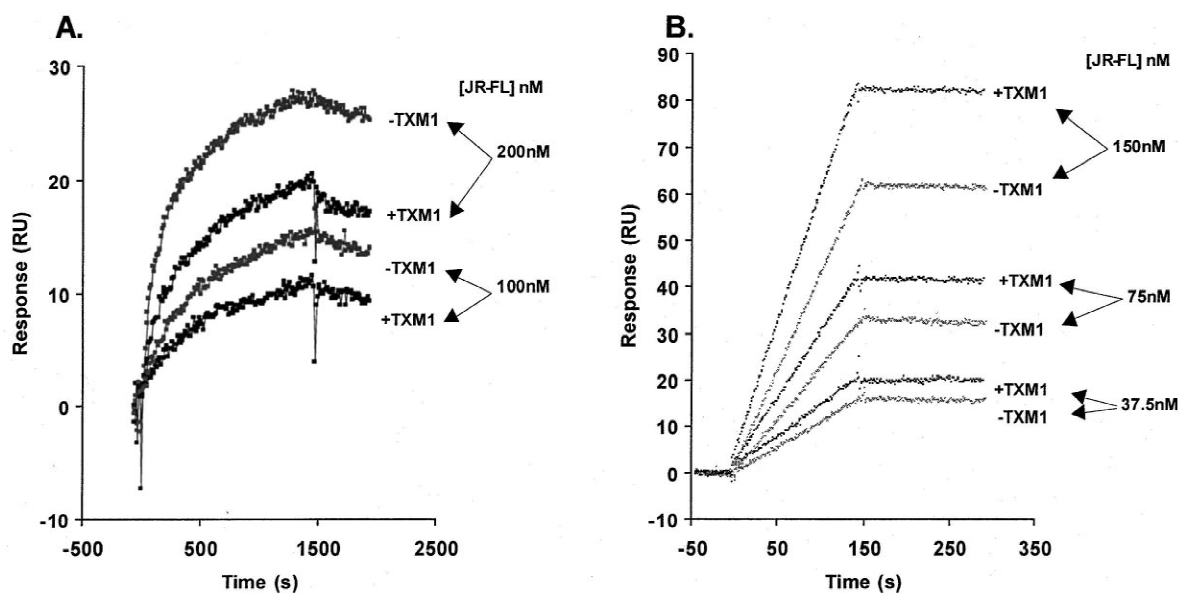 A.
30
20
10
0
-10
-500
500
1500
2500
Response (RU)
Time (s)
[JR-FL] nM
-TXM1
200nM
+TXM1
-TXM1
100nM
+TXM1
B.
90
80
70
60
50
40
30
20
10
0
-10
-50
50
150
250
350
Response (RU)
Time (s)
[JR-FL] nM
+TXM1
150nM
-TXM1
+TXM1
75nM
-TXM1
+TXM1
37.5nM
-TXM1